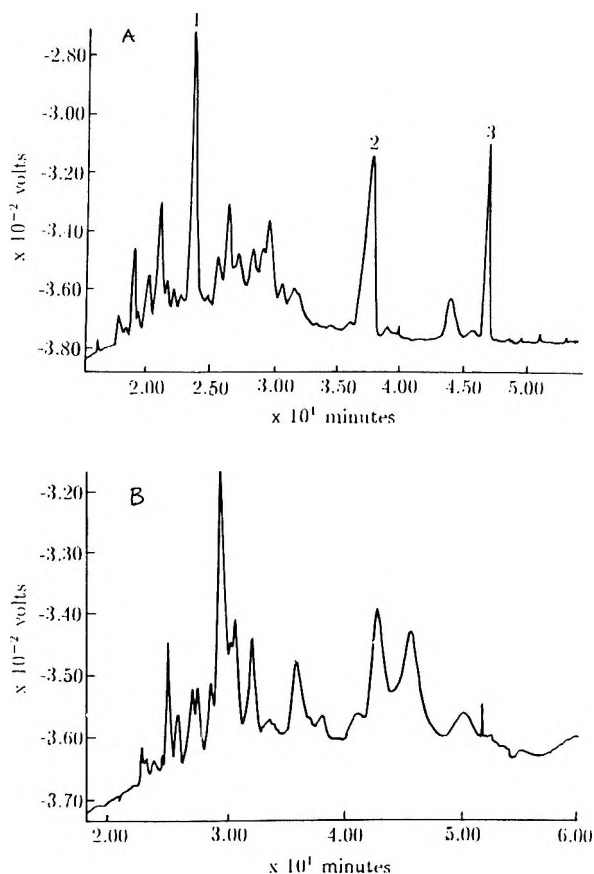 A
1
2
3
-2.80
-3.00
-3.20
-3.40
-3.60
-3.80
x 10⁻² volts
2.00 2.50 3.00 3.50 4.00 4.50 5.00
x 10¹ minutes
B
-3.20
-3.30
-3.40
-3.50
-3.60
-3.70
x 10⁻² volts
2.00 3.00 4.00 5.00 6.00
x 10¹ minutes